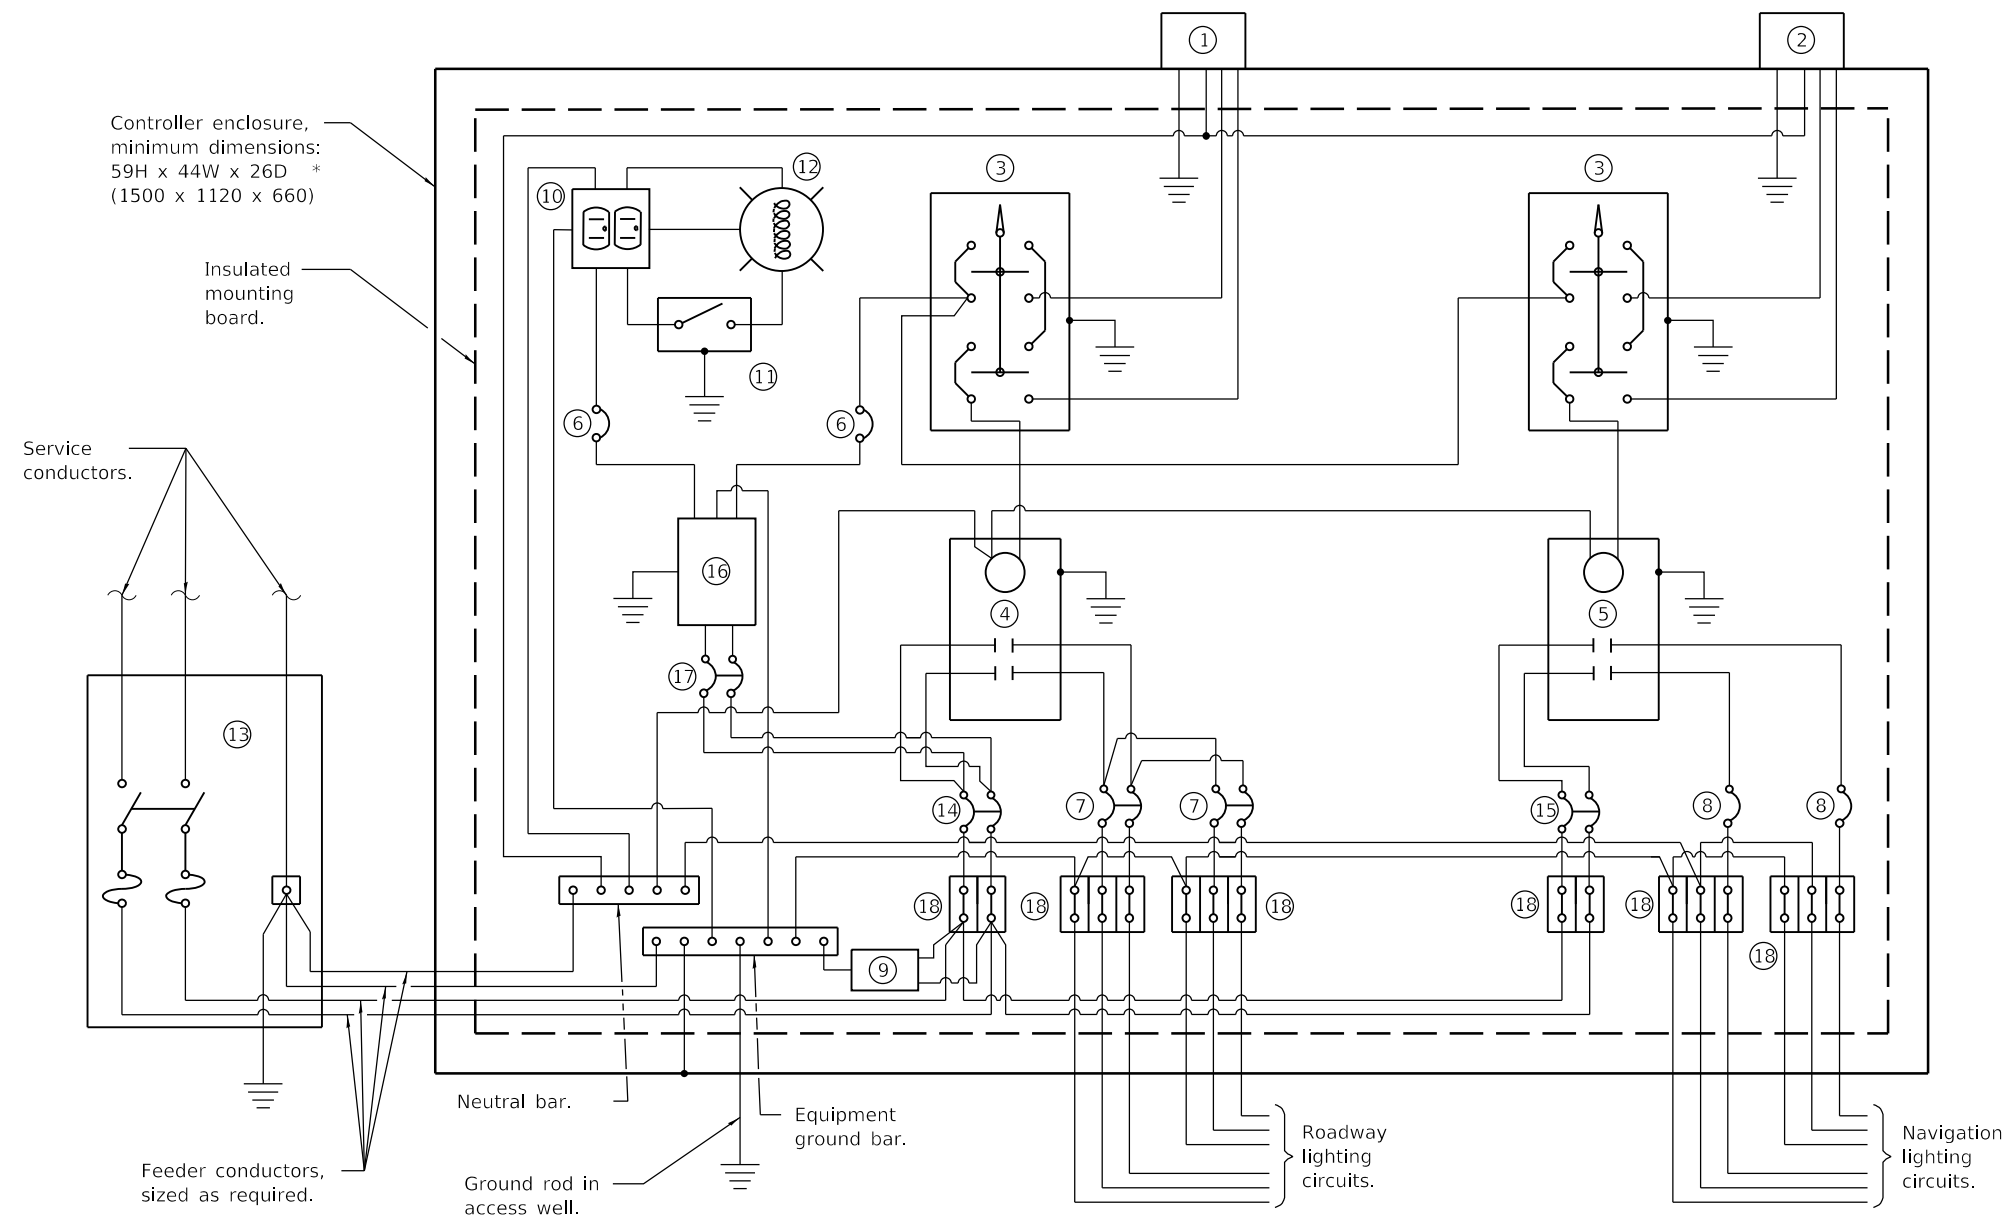 1
2
Controller enclosure,
minimum dimensions:
59H x 44W x 26D *
(1500 x 1120 x 660)
12
3
3
10
Insulated
mounting
board.
11
6
6
Service
conductors.
16
4
5
17
13
14
7
7
15
8
8
18
18
18
18
18
18
9
Neutral bar.
Equipment
ground bar.
Roadway
lighting
circuits.
Navigation
lighting
circuits.
Feeder conductors,
sized as required.
Ground rod in
access well.